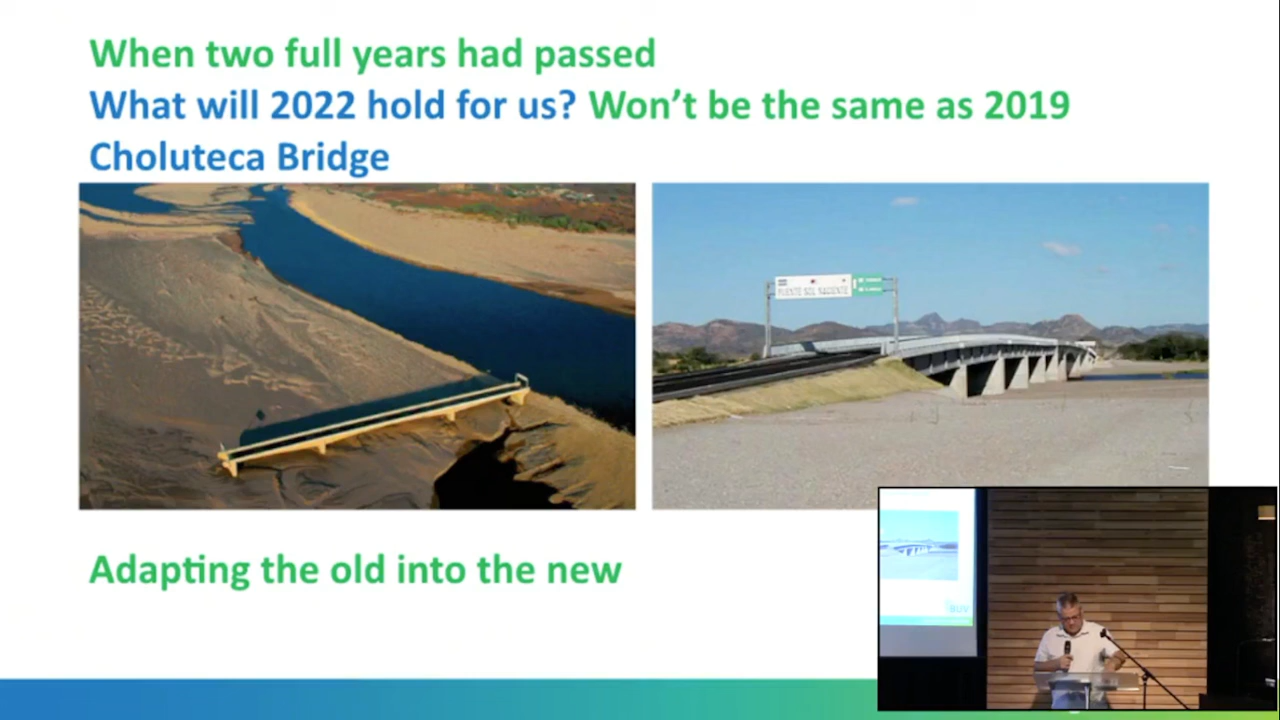 When two full years had passed
What will 2022 hold for us? Won't be the same as 2019
Choluteca Bridge
PUENTE SOL NACIENTE
Adapting the old into the new
BUV